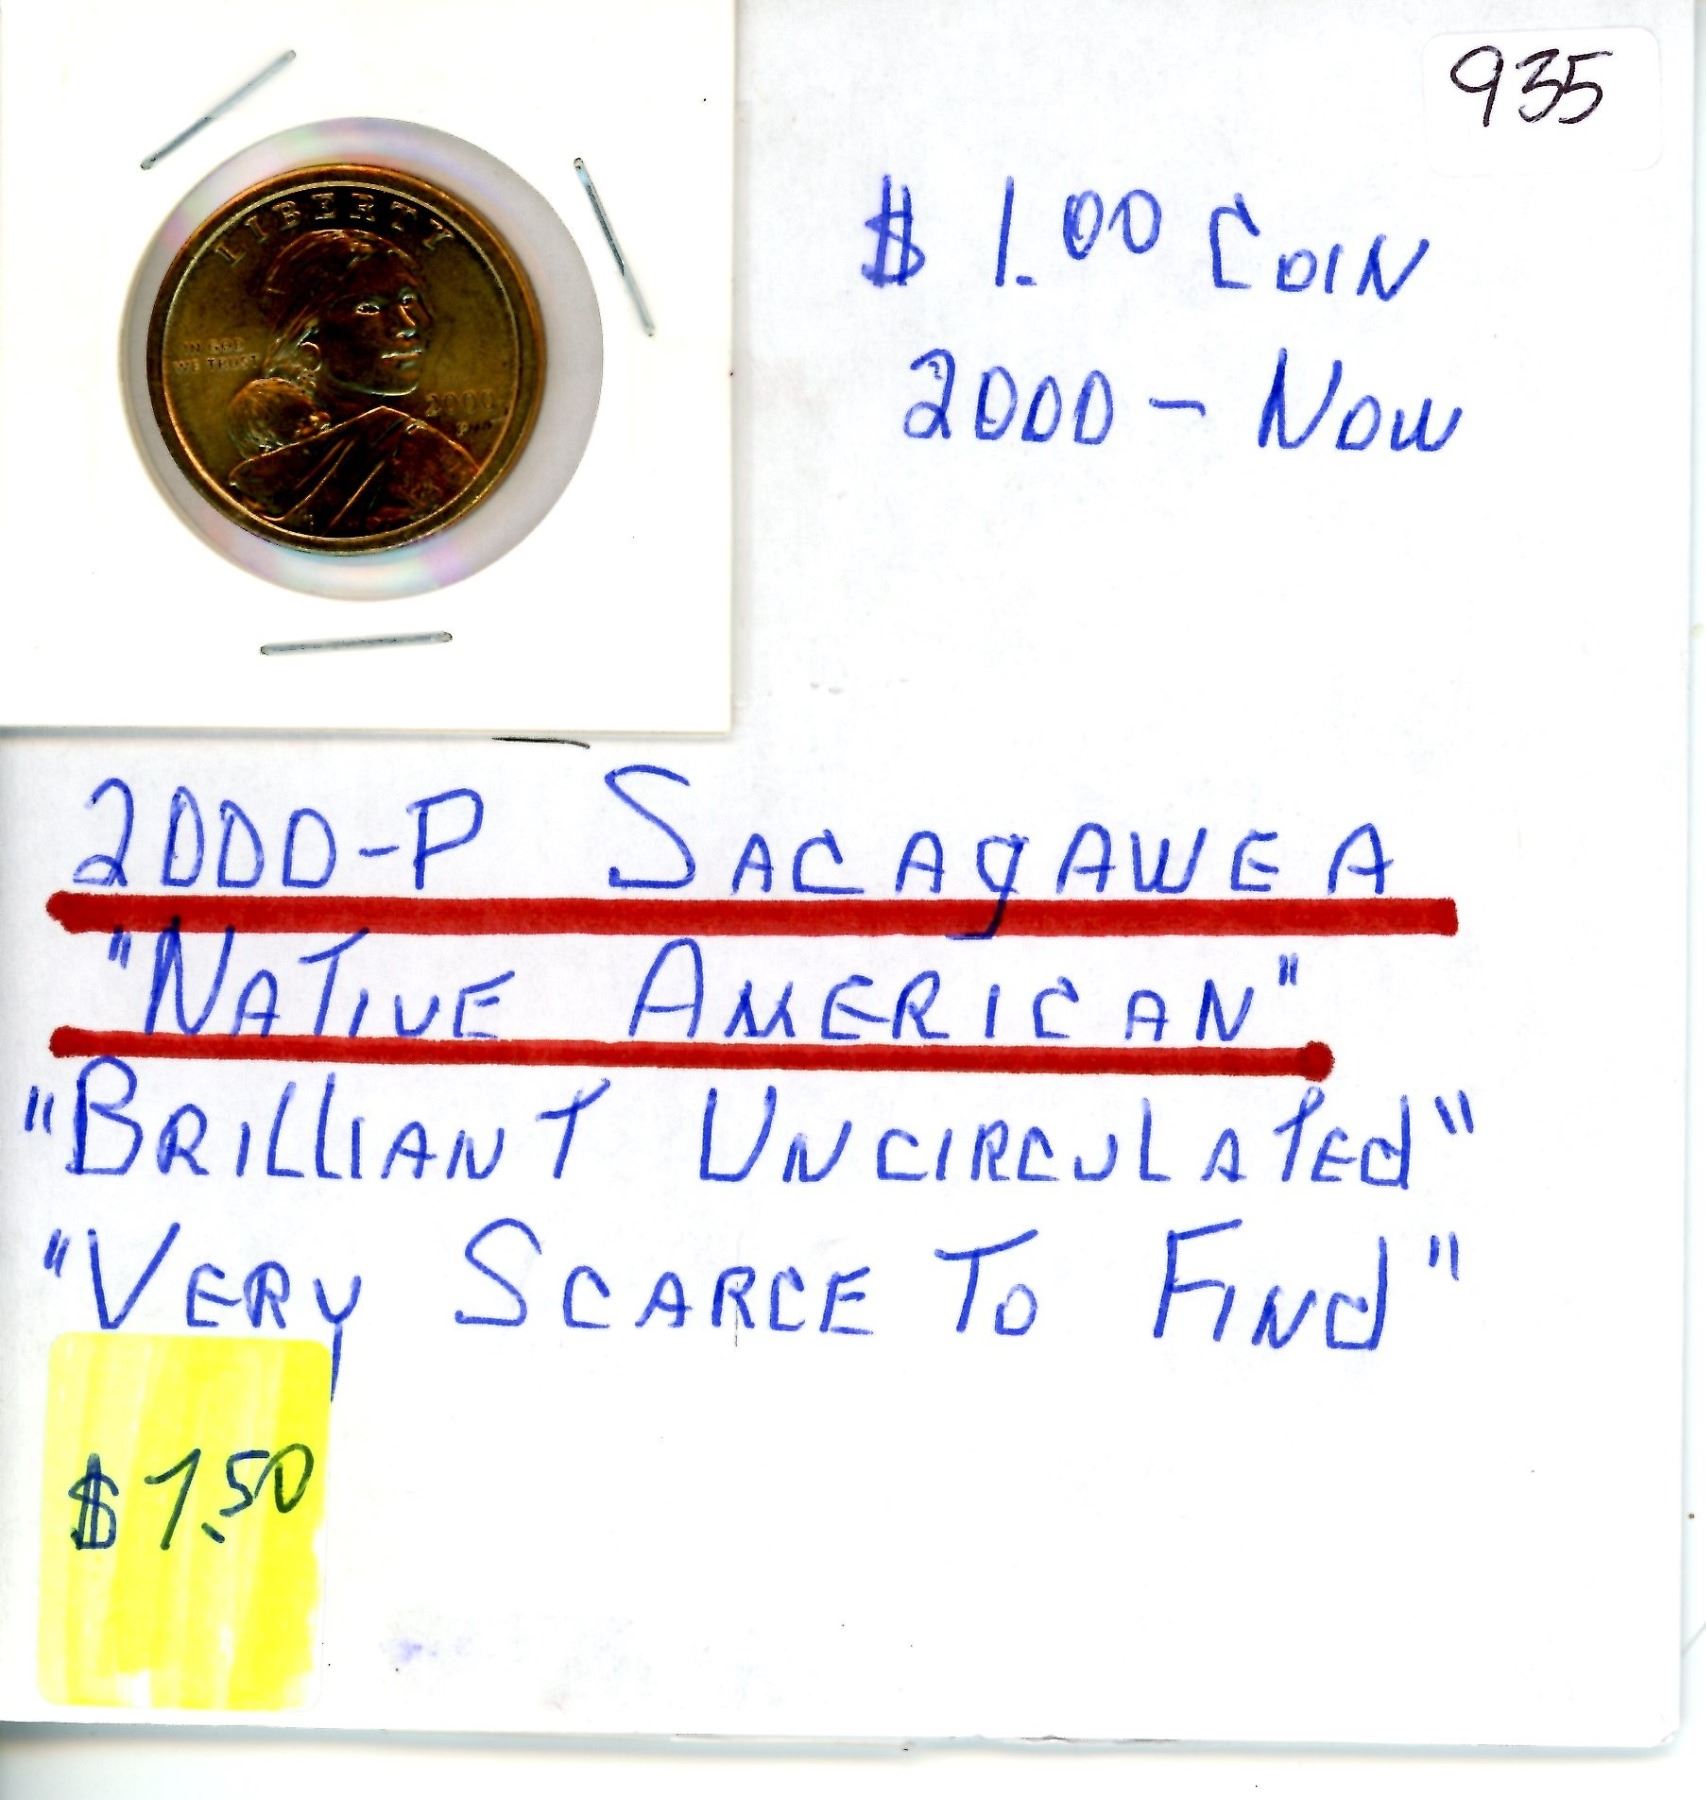 935
LIBERTY
IN GOD
WE TRUST
2000
P
$ 1.00 COIN
2000 - NOW
2000-P SACAgAWEA
"NATIVE AMERICAN"
"BRILLIANT UNCIRCULATEd"
"VERy SCARCE TO FINd"
$7.50